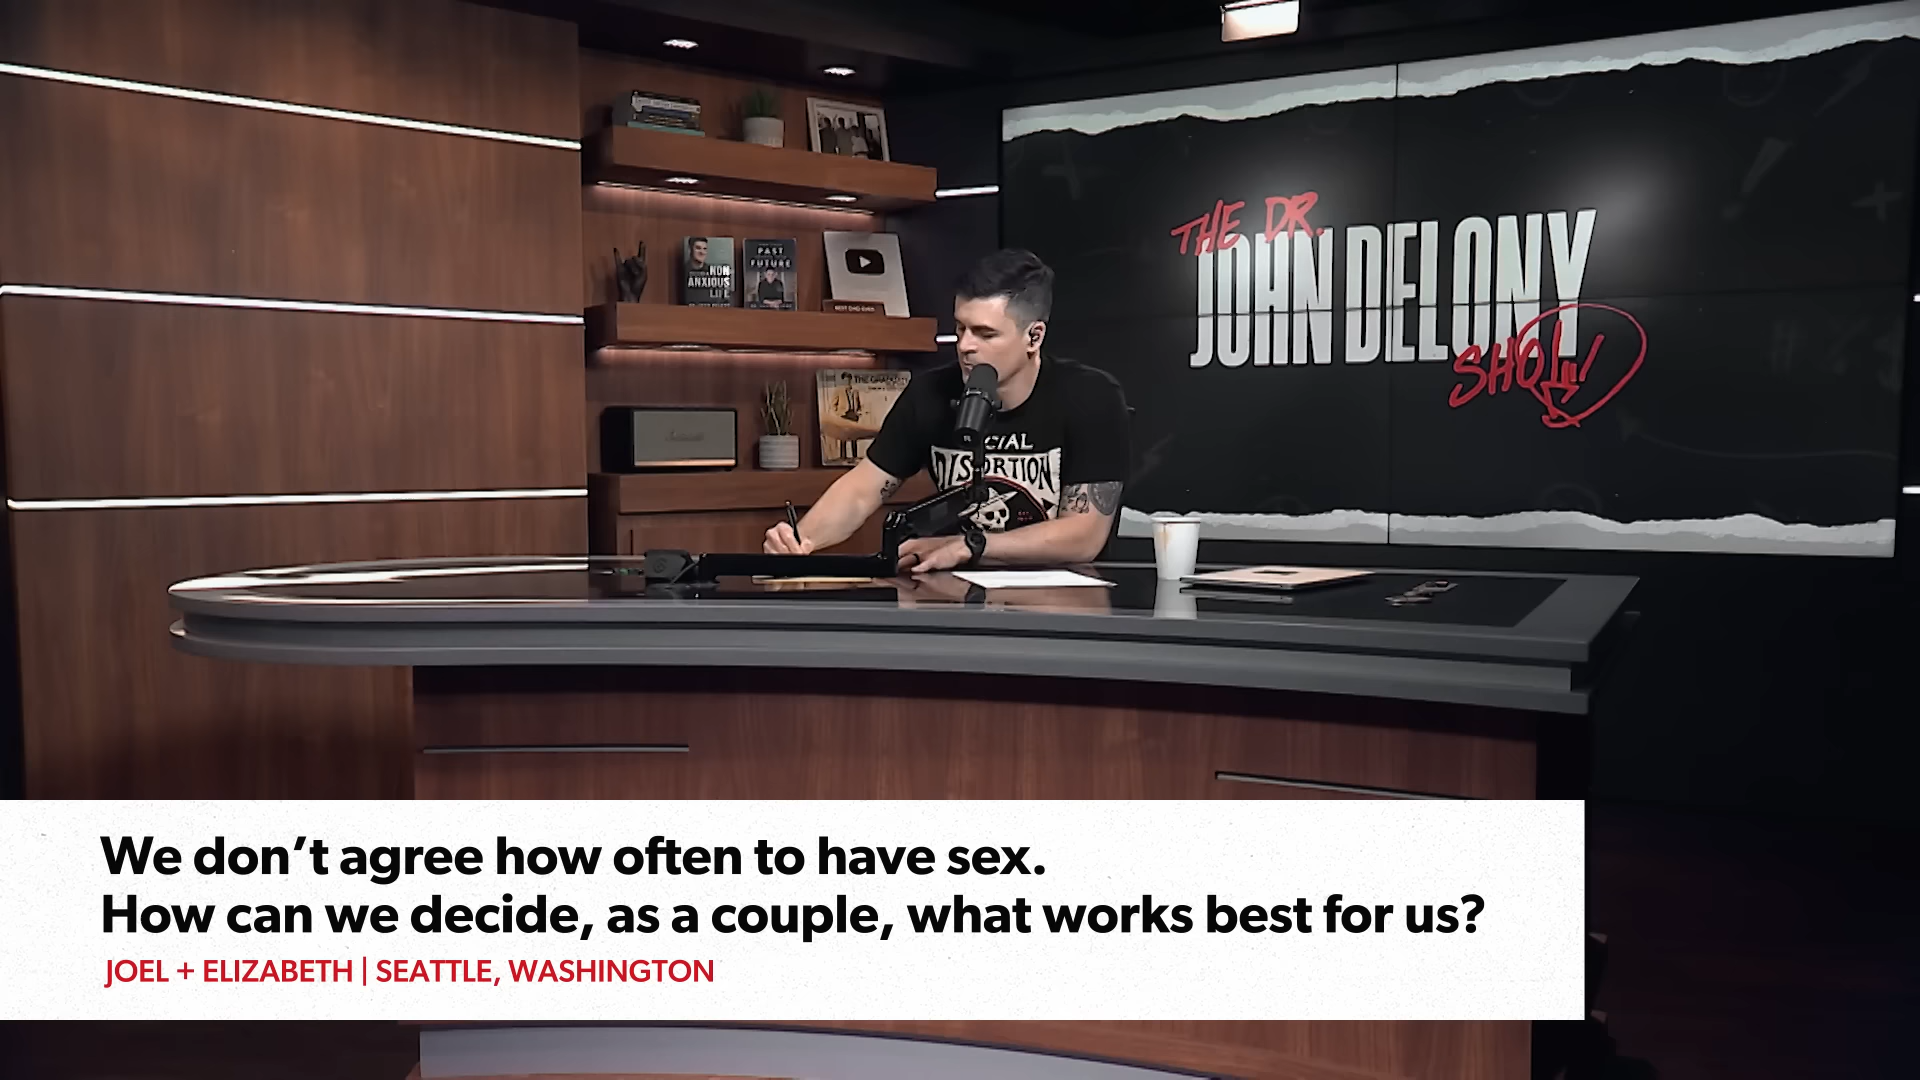 THE DR.
JOHN DELONY
SHOW
NON
ANXIOUS
LIFE
PAST
FUTURE
DISTORTION
We don't agree how often to have sex.
How can we decide, as a couple, what works best for us?
JOEL + ELIZABETH | SEATTLE, WASHINGTON